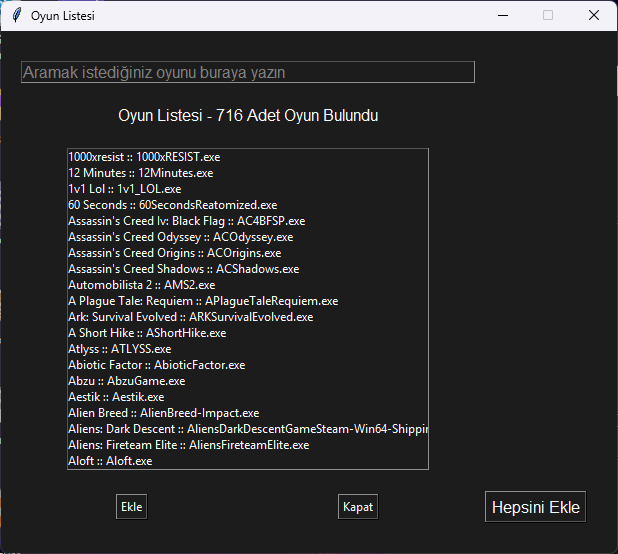 Oyun Listesi
Aramak istediğiniz oyunu buraya yazın
Oyun Listesi - 716 Adet Oyun Bulundu
1000xresist :: 1000xRESIST.exe
12 Minutes :: 12Minutes.exe
1v1 Lol :: 1v1_LOL.exe
60 Seconds :: 60SecondsReatomized.exe
Assassin's Creed Iv: Black Flag :: AC4BFSP.exe
Assassin's Creed Odyssey :: ACOdyssey.exe
Assassin's Creed Origins :: ACOrigins.exe
Assassin's Creed Shadows :: ACShadows.exe
Automobilista 2 :: AMS2.exe
A Plague Tale: Requiem :: APlagueTaleRequiem.exe
Ark: Survival Evolved :: ARKSurvivalEvolved.exe
A Short Hike :: AShortHike.exe
Atlyss :: ATLYSS.exe
Abiotic Factor :: AbioticFactor.exe
Abzu :: AbzuGame.exe
Aestik :: Aestik.exe
Alien Breed :: AlienBreed-Impact.exe
Aliens: Dark Descent :: AliensDarkDescentGameSteam-Win64-Shippin
Aliens: Fireteam Elite :: AliensFireteamElite.exe
Aloft :: Aloft.exe
Ekle
Kapat
Hepsini Ekle